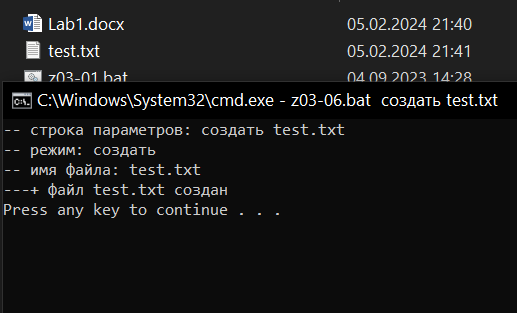 Lab1.docx 05.02.2024 21:40
test.txt 05.02.2024 21:41
z03-01.bat 04.09.2023 14:28
C:\Windows\System32\cmd.exe - z03-06.bat создать test.txt
-- строка параметров: создать test.txt
-- режим: создать
-- имя файла: test.txt
---+ файл test.txt создан
Press any key to continue . . .